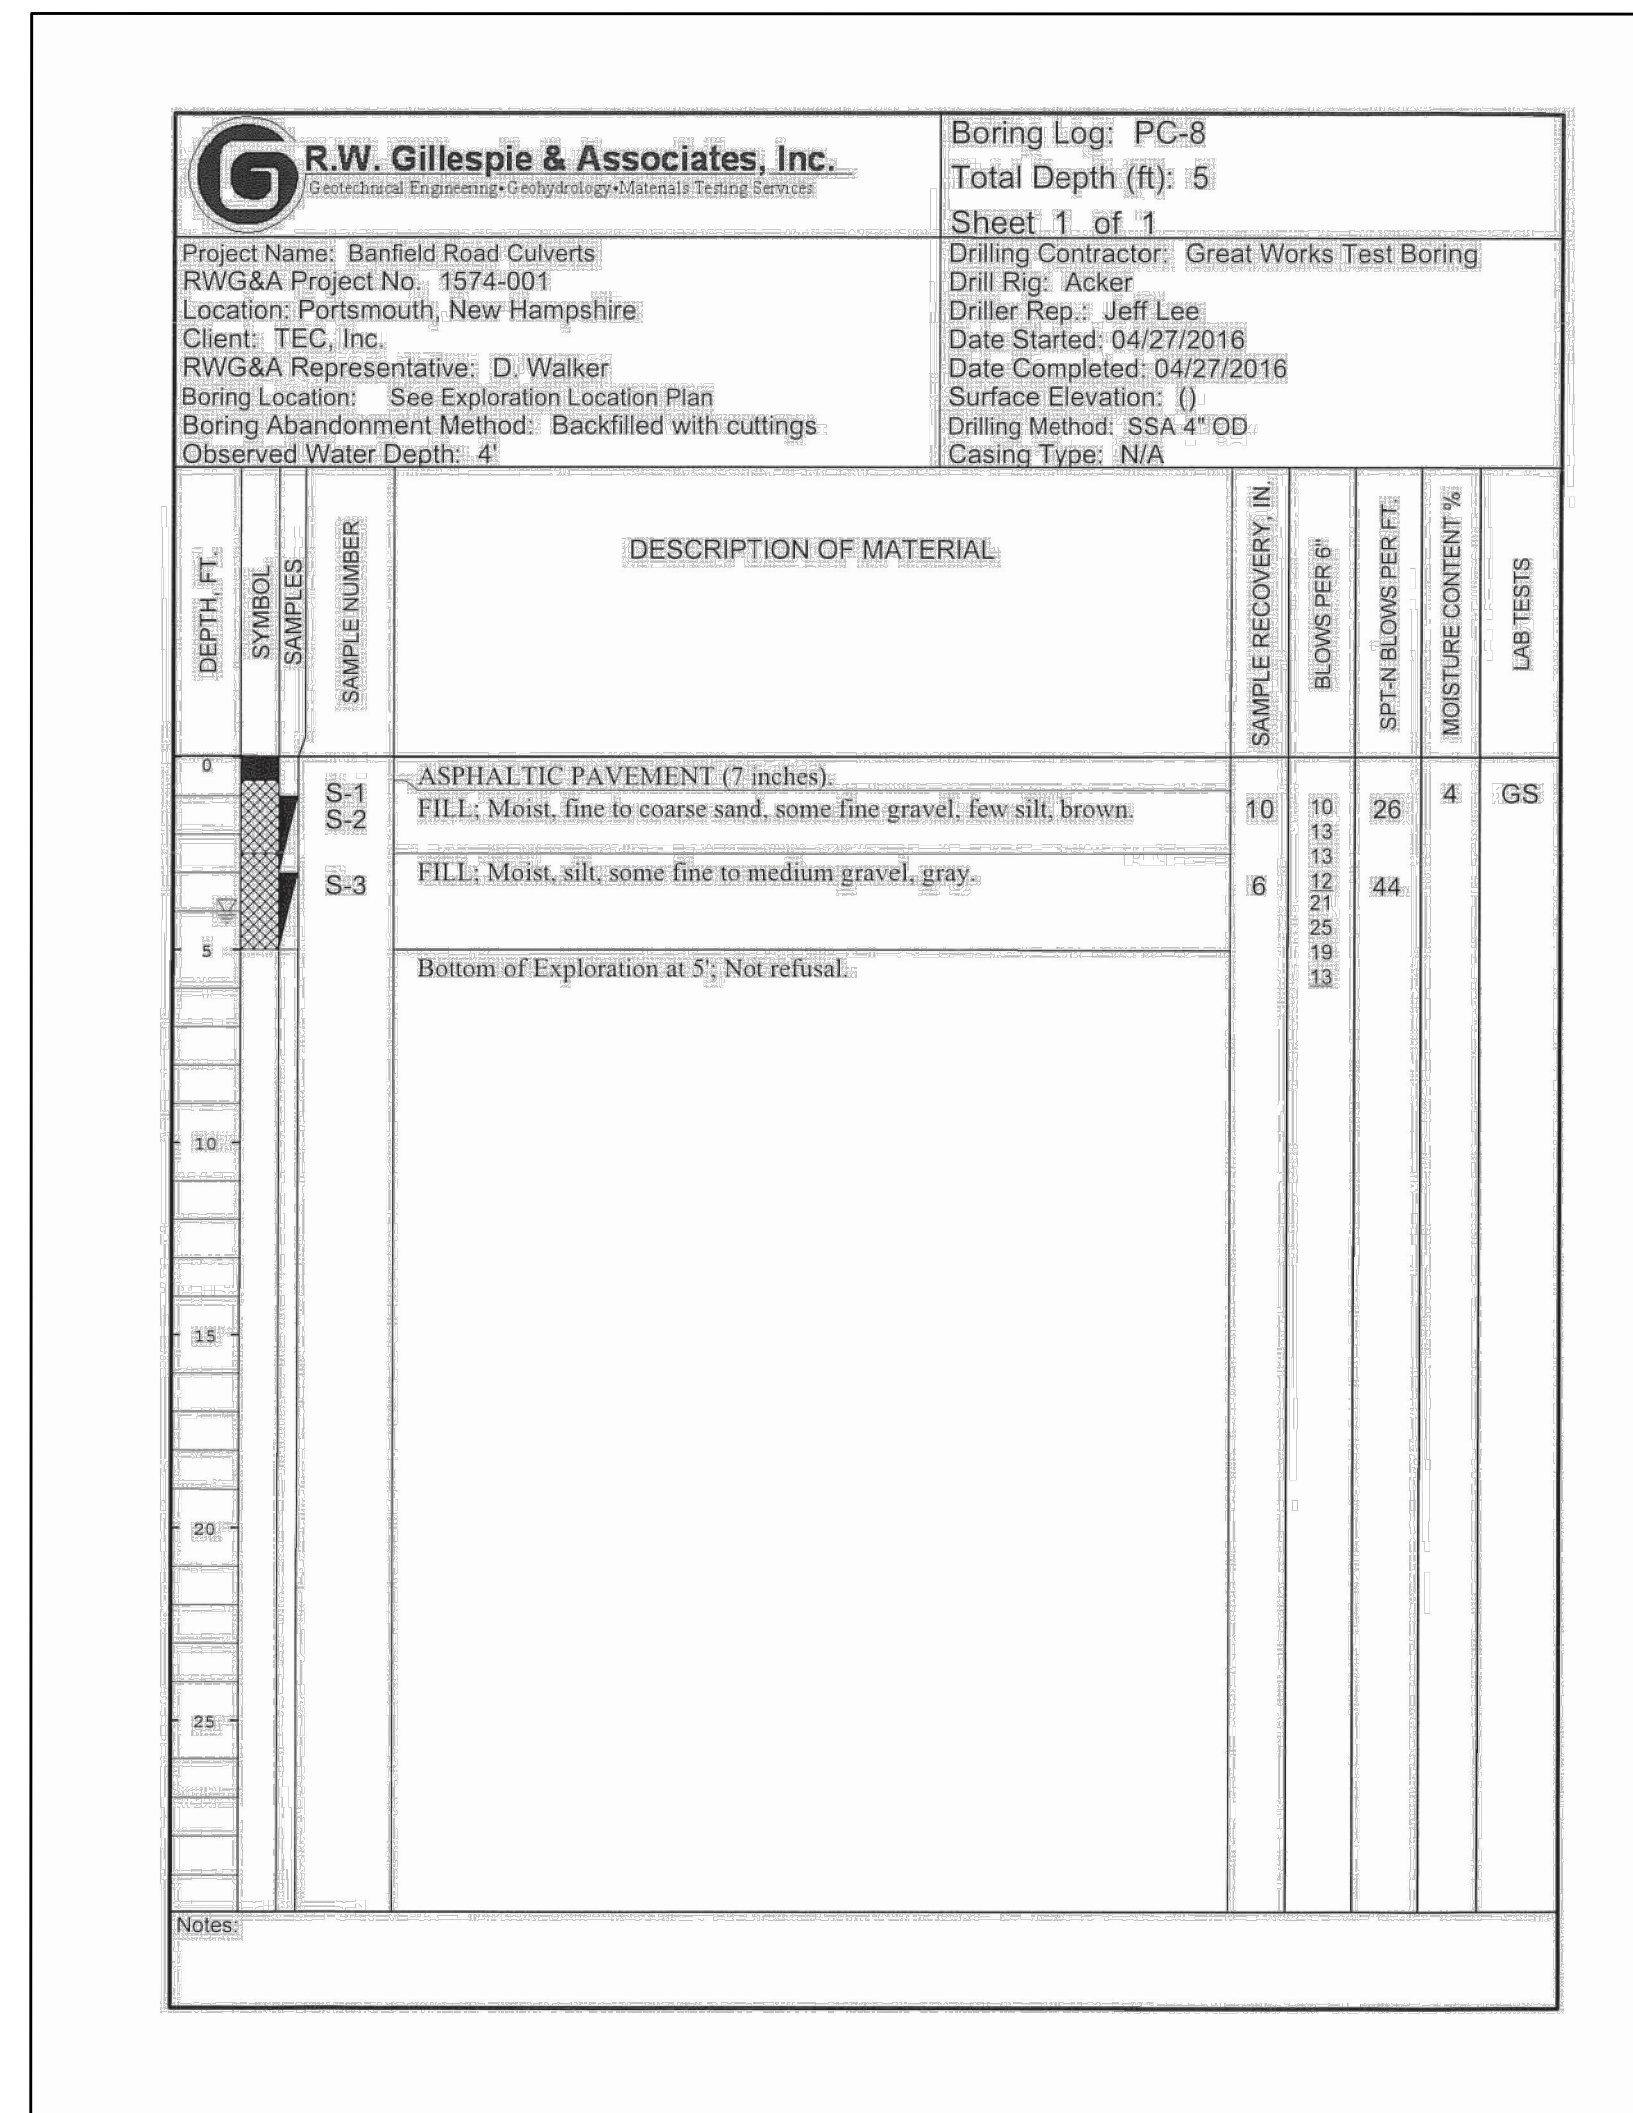 R.W. Gillespie & Associates, Inc.
Geotechnical Engineering•Geohydrology•Materials Testing Services
Boring Log: PC-8
Total Depth (ft): 5
Sheet 1 of 1
Project Name: Banfield Road Culverts
RWG&A Project No. 1574-001
Location: Portsmouth, New Hampshire
Client: TEC, Inc.
RWG&A Representative: D. Walker
Boring Location: See Exploration Location Plan
Boring Abandonment Method: Backfilled with cuttings
Observed Water Depth: 4'
Drilling Contractor: Great Works Test Boring
Drill Rig: Acker
Driller Rep.: Jeff Lee
Date Started: 04/27/2016
Date Completed: 04/27/2016
Surface Elevation: ()
Drilling Method: SSA 4" OD
Casing Type: N/A
DEPTH, FT.
SYMBOL
SAMPLES
SAMPLE NUMBER
DESCRIPTION OF MATERIAL
SAMPLE RECOVERY, IN.
BLOWS PER 6"
SPT-N BLOWS PER FT.
MOISTURE CONTENT %
LAB TESTS
0
ASPHALTIC PAVEMENT (7 inches).
S-1
4
GS
S-2
FILL; Moist, fine to coarse sand, some fine gravel, few silt, brown.
10
10
26
13
13
12
S-3
FILL; Moist, silt, some fine to medium gravel, gray.
6
44
21
25
19
13
5
Bottom of Exploration at 5'; Not refusal.
10
15
20
25
Notes: